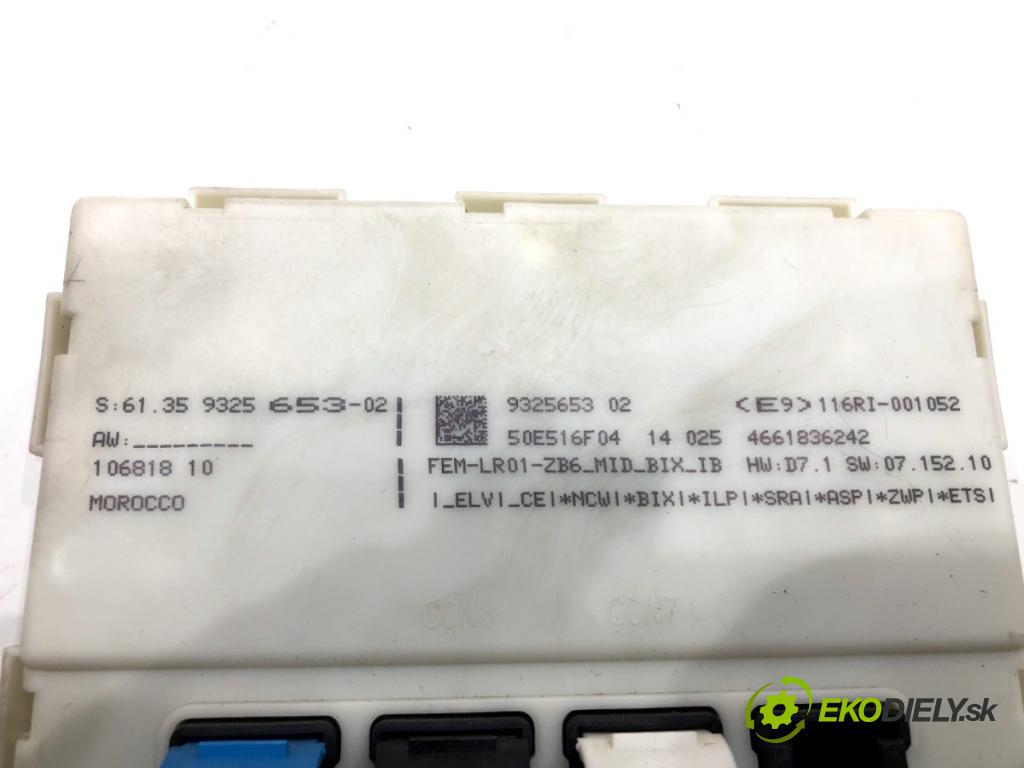 S:61.35 9325 653-02
AW:_________
106818 10
MOROCCO
9325653 02
<E9>116RI-001052
50E516F04 14 025 4661836242
FEM-LR01-ZB6_MID_BIX_IB HW:D7.1 SW:07.152.10
|_ELV|_CE|*NCW|*BIX|*ILP|*SRA|*ASP|*ZWP|*ETS|
CON8 CON7
EKODIELY.sk